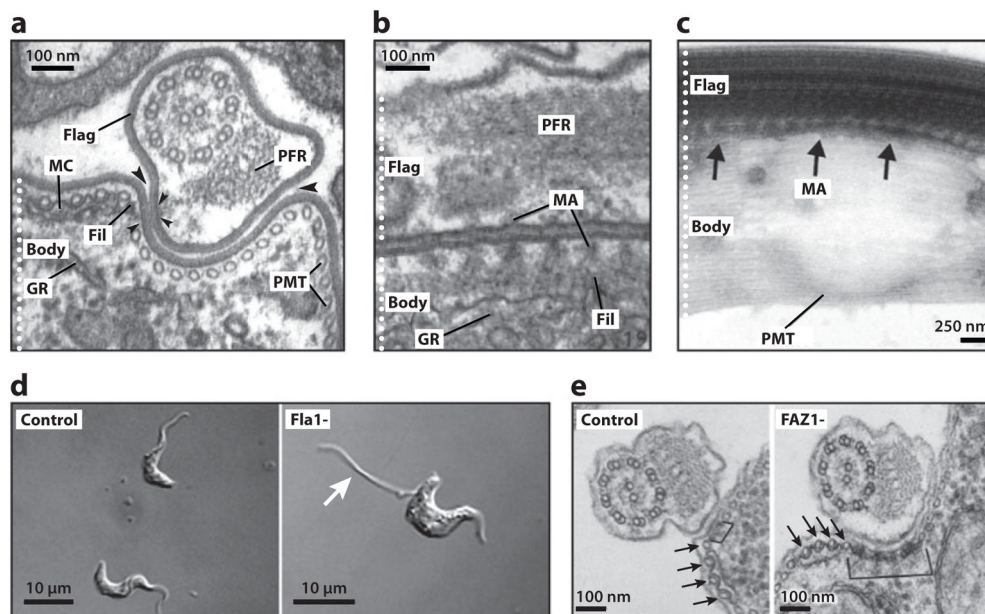 a
100 nm
Flag
PFR
MC
Fil
Body
GR
PMT
b
100 nm
PFR
Flag
MA
Body
Fil
GR
c
Flag
MA
Body
PMT
250 nm
d
Control
10 µm
Fla1-
10 µm
e
Control
100 nm
FAZ1-
100 nm